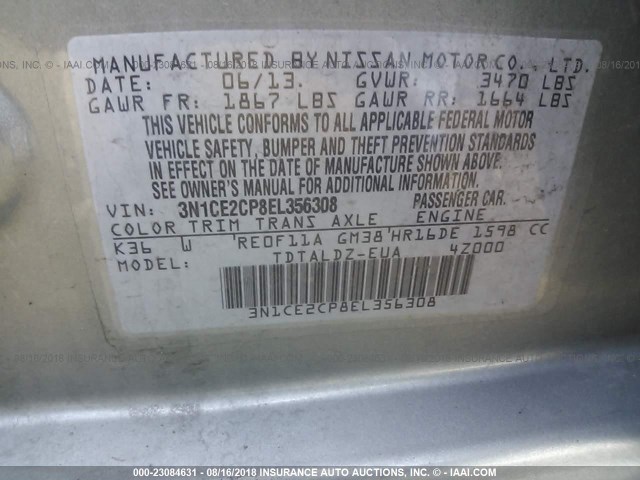 MANUFACTURED BY NISSAN MOTOR CO., LTD.
DATE: 06/13. GVWR: 3470 LBS
GAWR FR: 1867 LBS GAWR RR: 1664 LBS
THIS VEHICLE CONFORMS TO ALL APPLICABLE FEDERAL MOTOR
VEHICLE SAFETY, BUMPER AND THEFT PREVENTION STANDARDS
IN EFFECT ON THE DATE OF MANUFACTURE SHOWN ABOVE.
SEE OWNER'S MANUAL FOR ADDITIONAL INFORMATION.
VIN: 3N1CE2CP8EL356308 PASSENGER CAR.
COLOR TRIM TRANS AXLE ENGINE
K36 W RE0F11A GM38 HR16DE 1598 CC
MODEL: TDTALDZ-EUA 4Z000
3N1CE2CP8EL356308
000-23084631 - 08/16/2018 - INSURANCE AUTO AUCTIONS - © - IAAI.COM